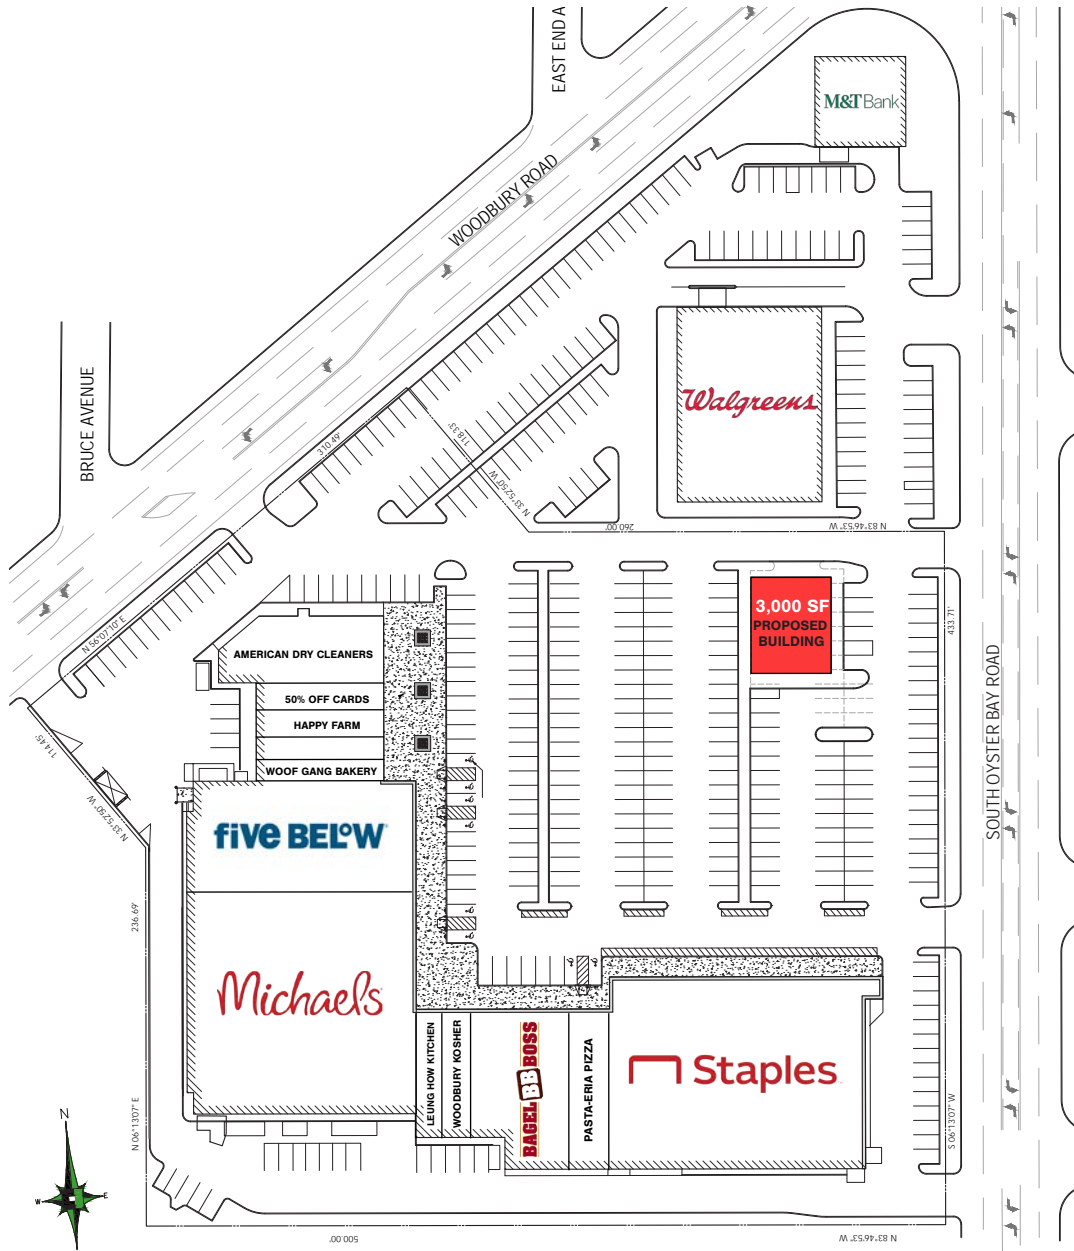 EAST END A
M&T Bank
WOODBURY ROAD
BRUCE AVENUE
Walgreens
310.49'
118.33'
N 33°52'50" W
260.00'
N 83°46'53" W
3,000 SF
PROPOSED
BUILDING
433.71'
N 56°07'10" E
AMERICAN DRY CLEANERS
50% OFF CARDS
HAPPY FARM
WOOF GANG BAKERY
114.45'
N 33°52'50" W
SOUTH OYSTER BAY ROAD
five BEL°W
236.69'
Michaels
LEUNG HOW KITCHEN
WOODBURY KOSHER
BAGEL BB BOSS
PASTA-ERIA PIZZA
Staples
N 06°13'07" E
S 06°13'07" W
N
W
E
500.00'
N 83°46'53" W